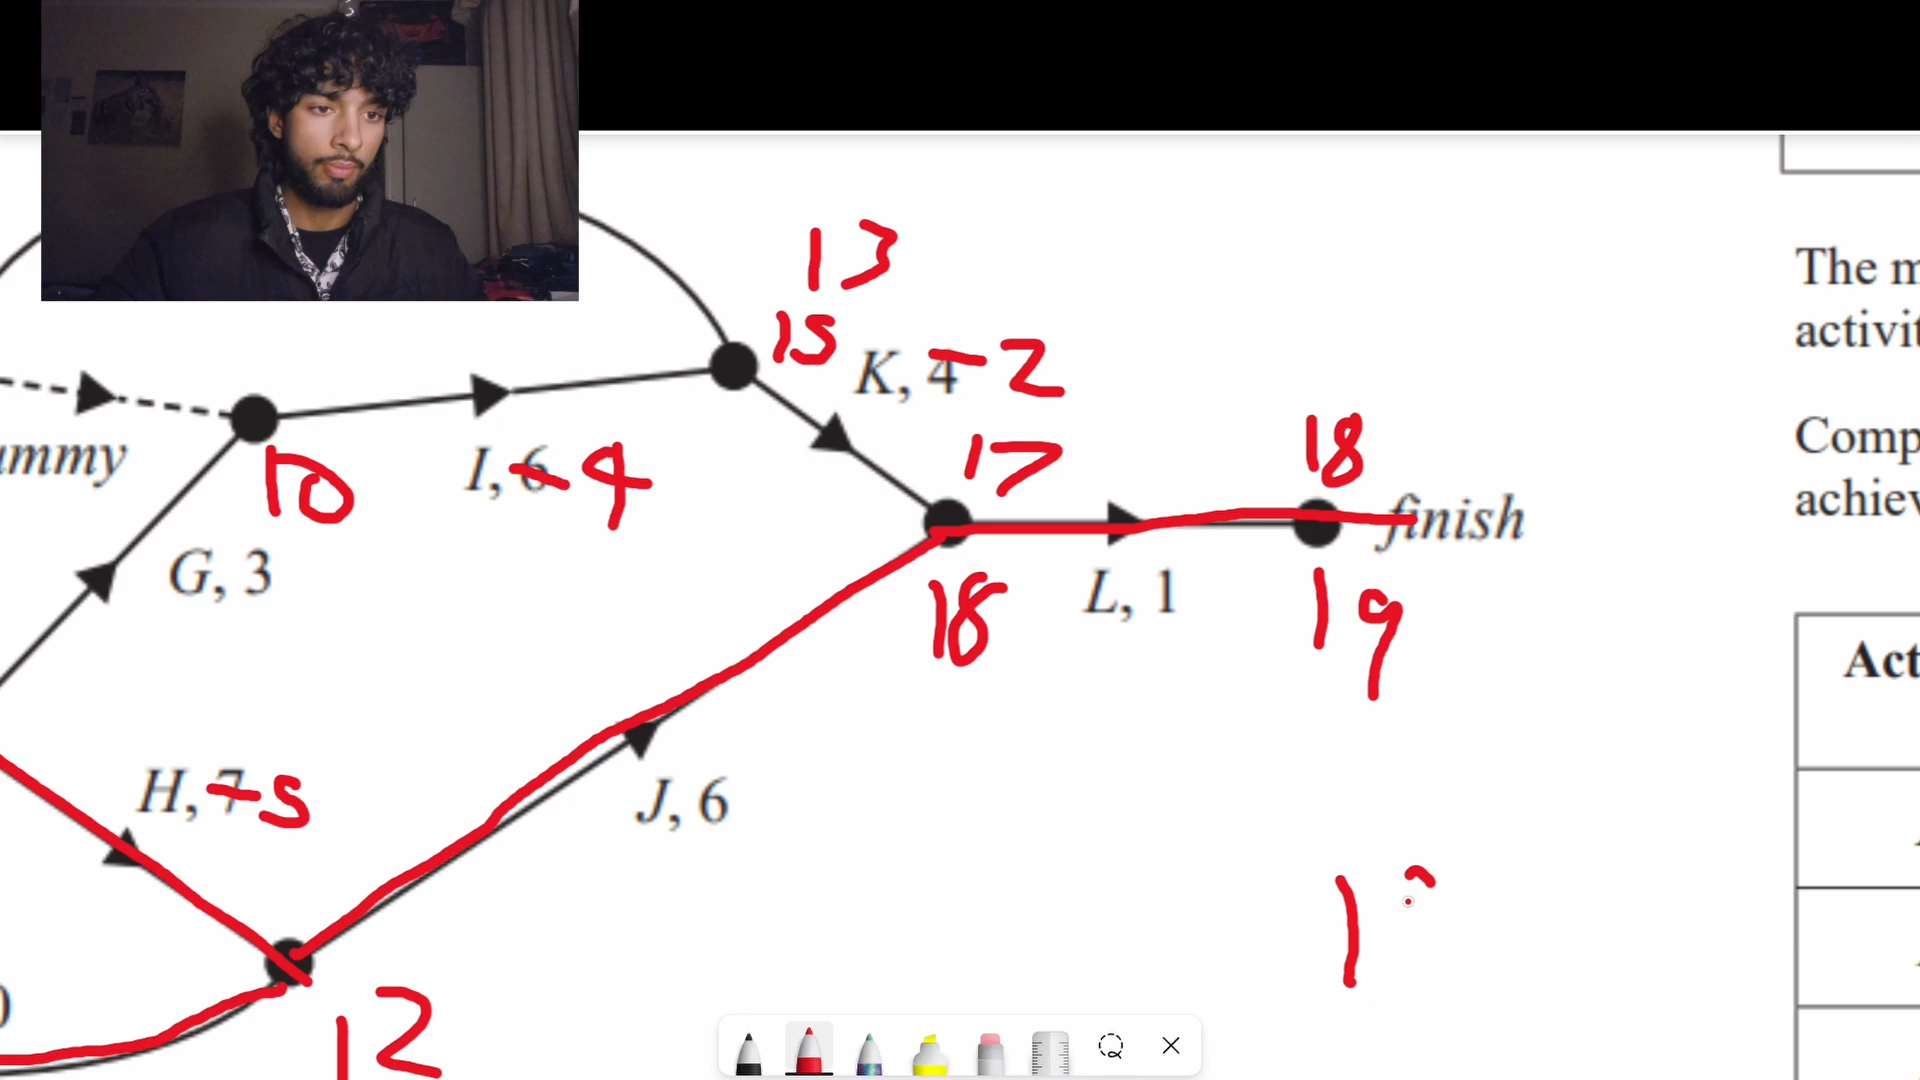 13
15
K, 4 2
ummy
10
I, 6 4
17
18
finish
The m
activit
Comp
achiev
G, 3
18
L, 1
19
Act
H, 7 5
J, 6
1
12